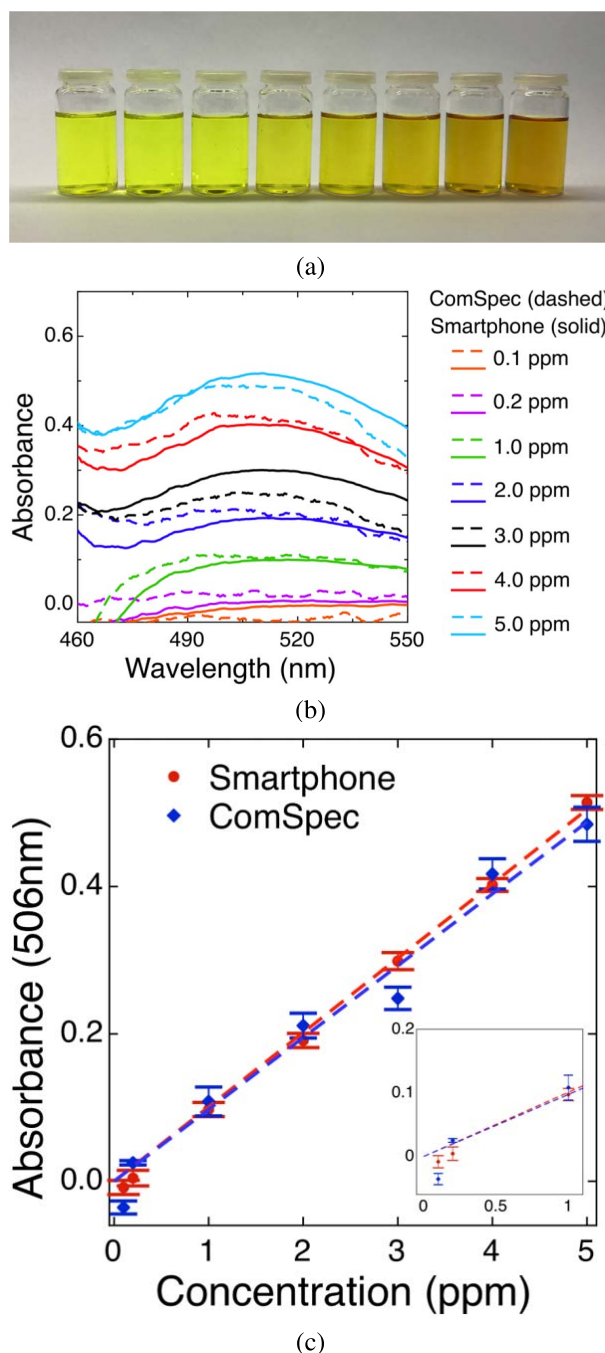 (a)
ComSpec (dashed)
Smartphone (solid)
0.1 ppm
0.2 ppm
1.0 ppm
2.0 ppm
3.0 ppm
4.0 ppm
5.0 ppm
Absorbance
0.6
0.4
0.2
0.0
460 490 520 550
Wavelength (nm)
(b)
Smartphone
ComSpec
Absorbance (506nm)
0.6
0.4
0.2
0.0
0 1 2 3 4 5
Concentration (ppm)
0.2
0.1
0
0 0.5 1
(c)